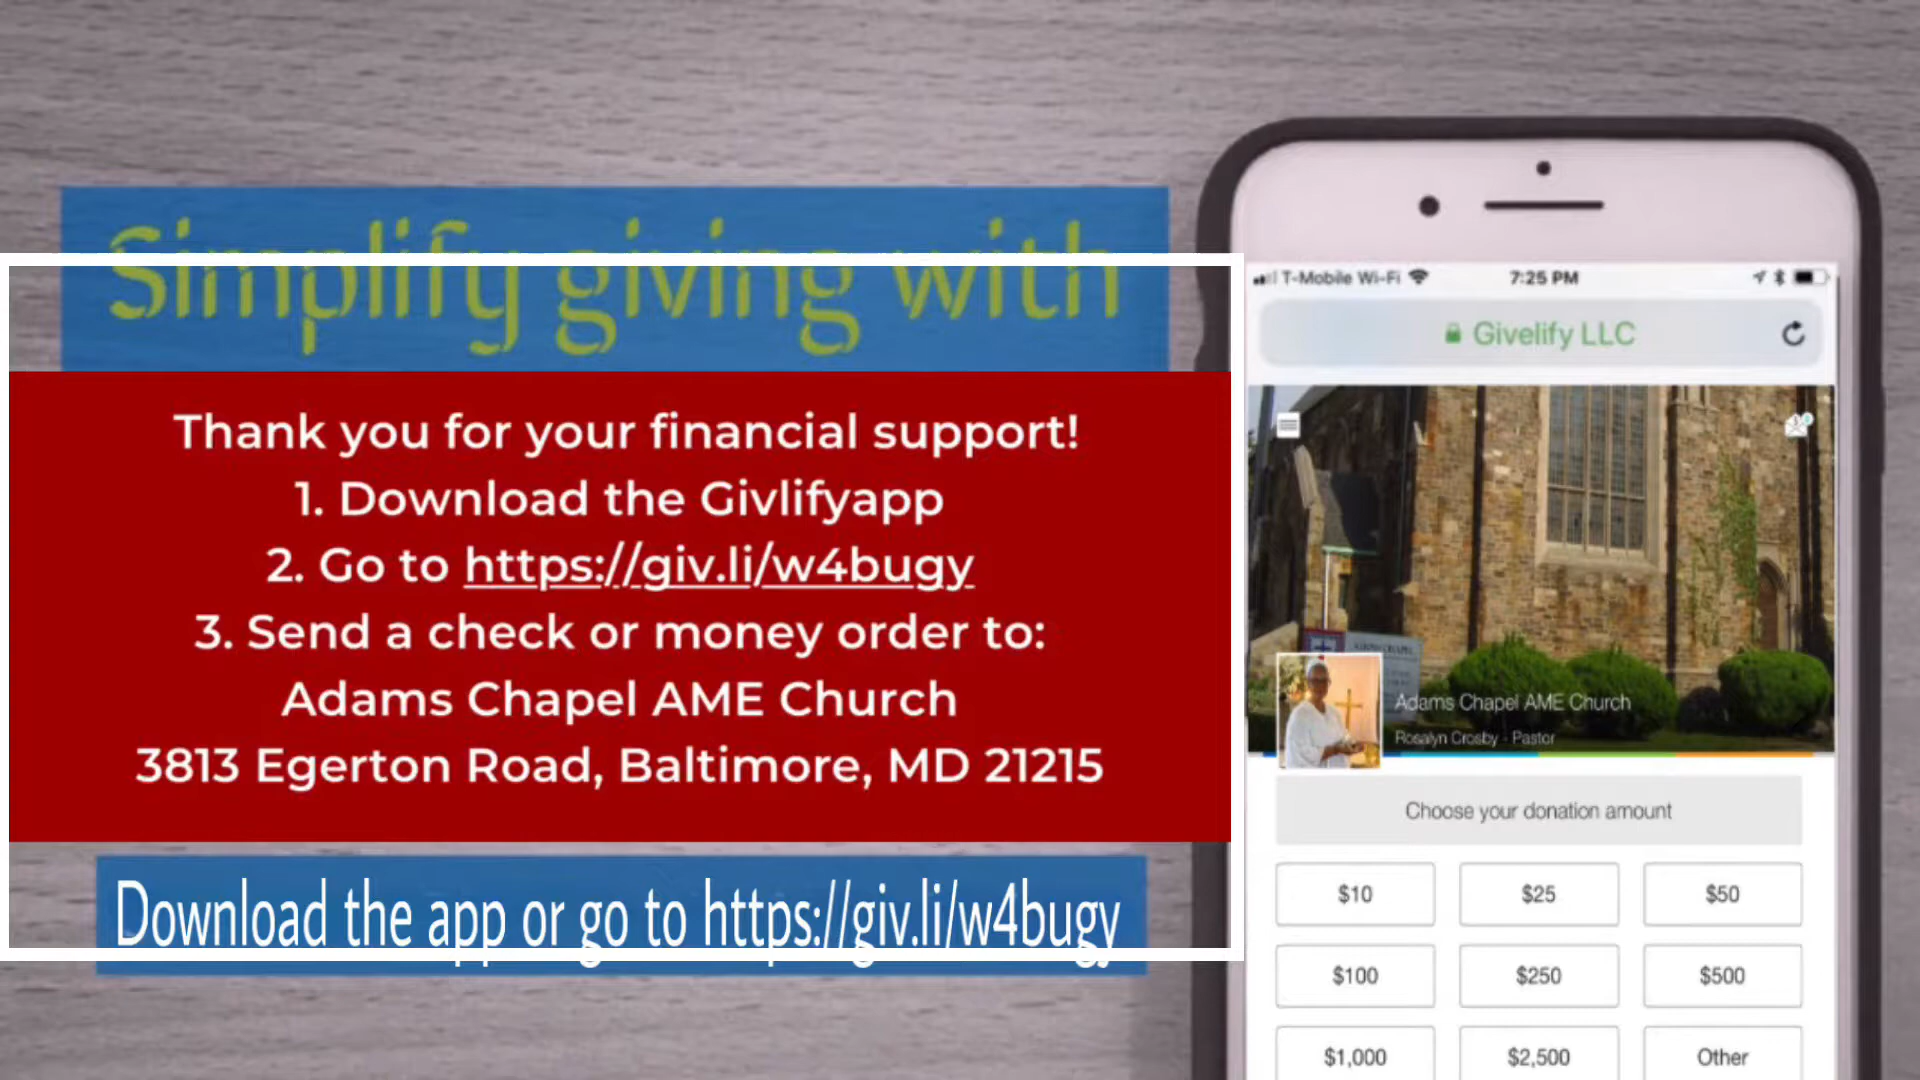 Simplify giving with
Thank you for your financial support!
1. Download the Givlifyapp
2. Go to https://giv.li/w4bugy
3. Send a check or money order to:
Adams Chapel AME Church
3813 Egerton Road, Baltimore, MD 21215
Download the app or go to https://giv.li/w4bugy
T-Mobile Wi-Fi 7:25 PM
Givelify LLC
ADAMS CHAPEL
Adams Chapel AME Church
Rosalyn Crosby - Pastor
Choose your donation amount
$10 $25 $50
$100 $250 $500
$1,000 $2,500 Other